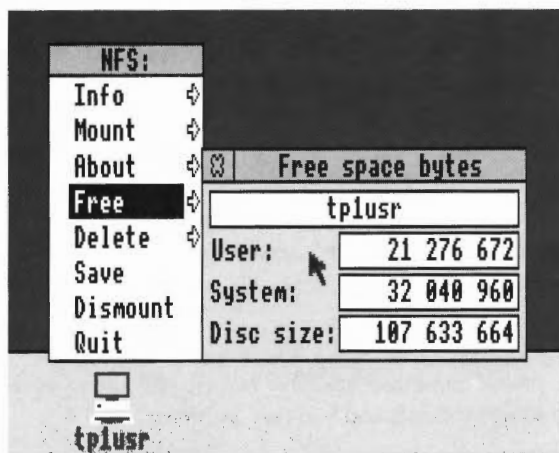 NFS:
Info
Mount
About
Free
Delete
Save
Dismount
Quit
Free space bytes
tp1usr
User: 21 276 672
System: 32 040 960
Disc size: 107 633 664
tp1usr